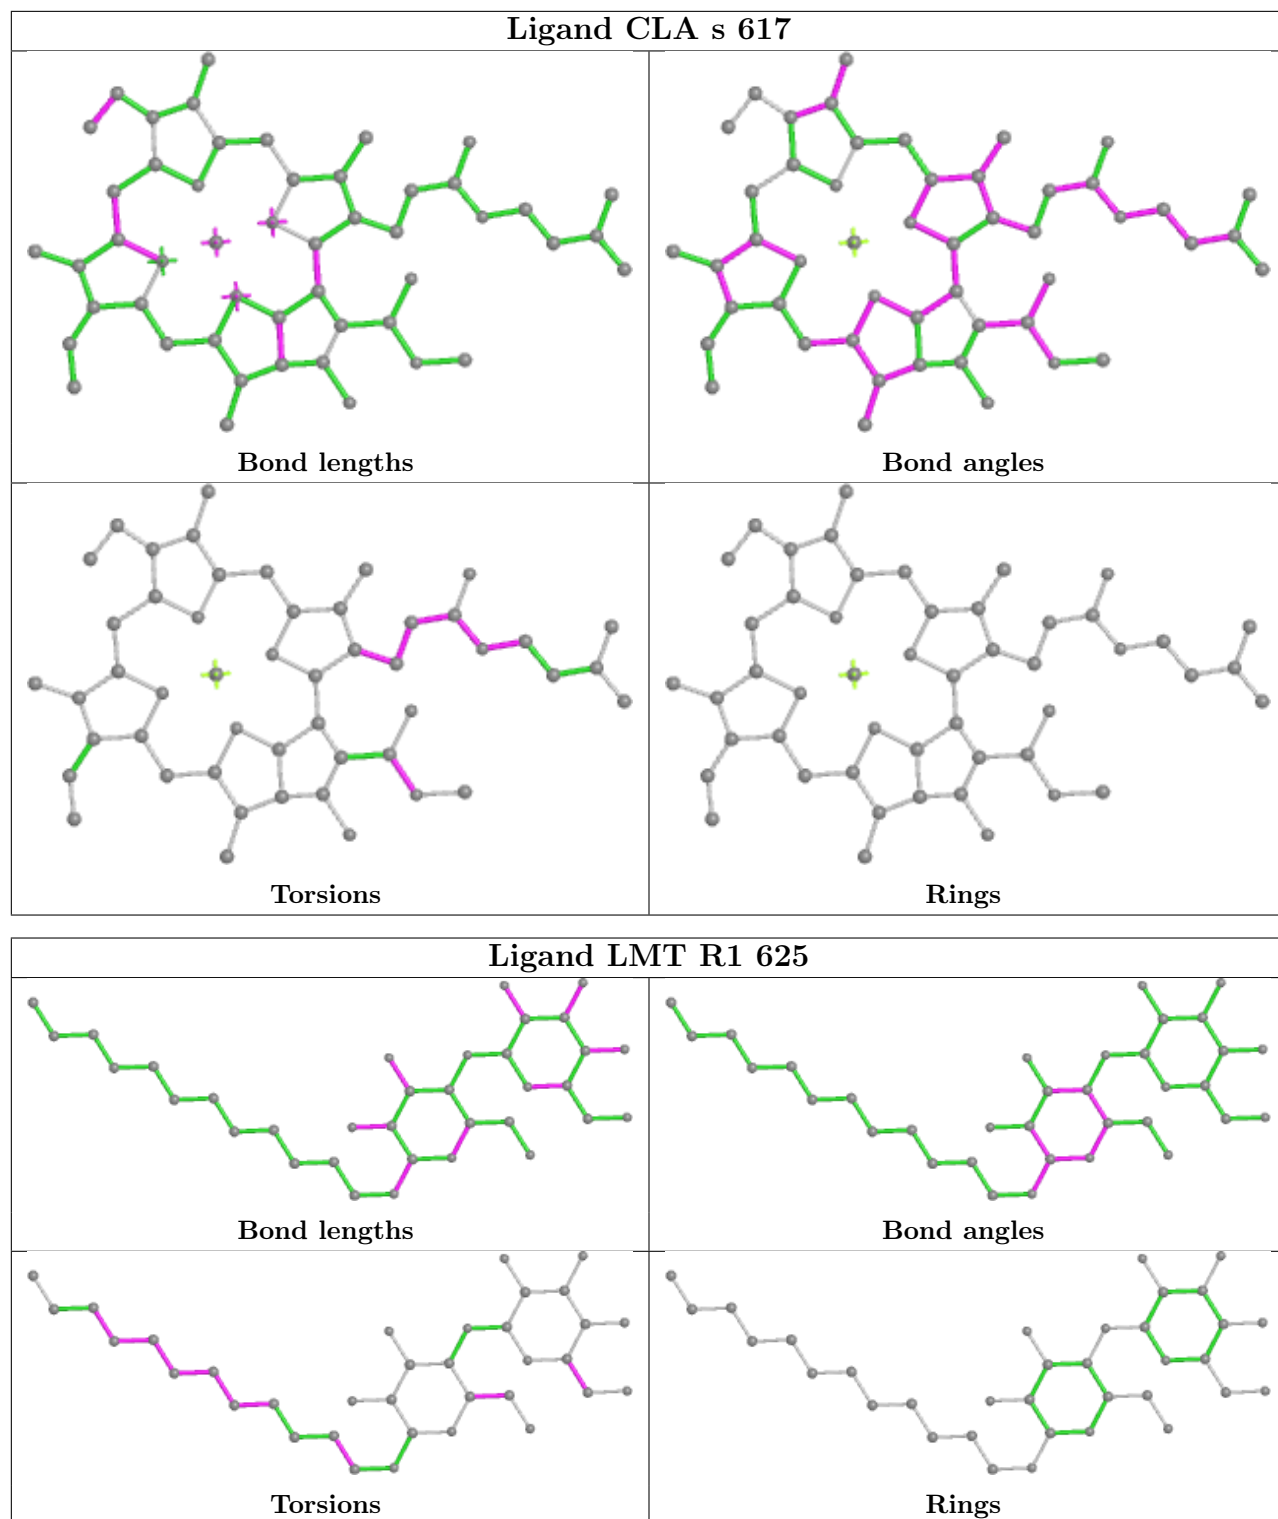 Ligand CLA s 617
Bond lengths
Bond angles
Torsions
Rings
Ligand LMT R1 625
Bond lengths
Bond angles
Torsions
Rings